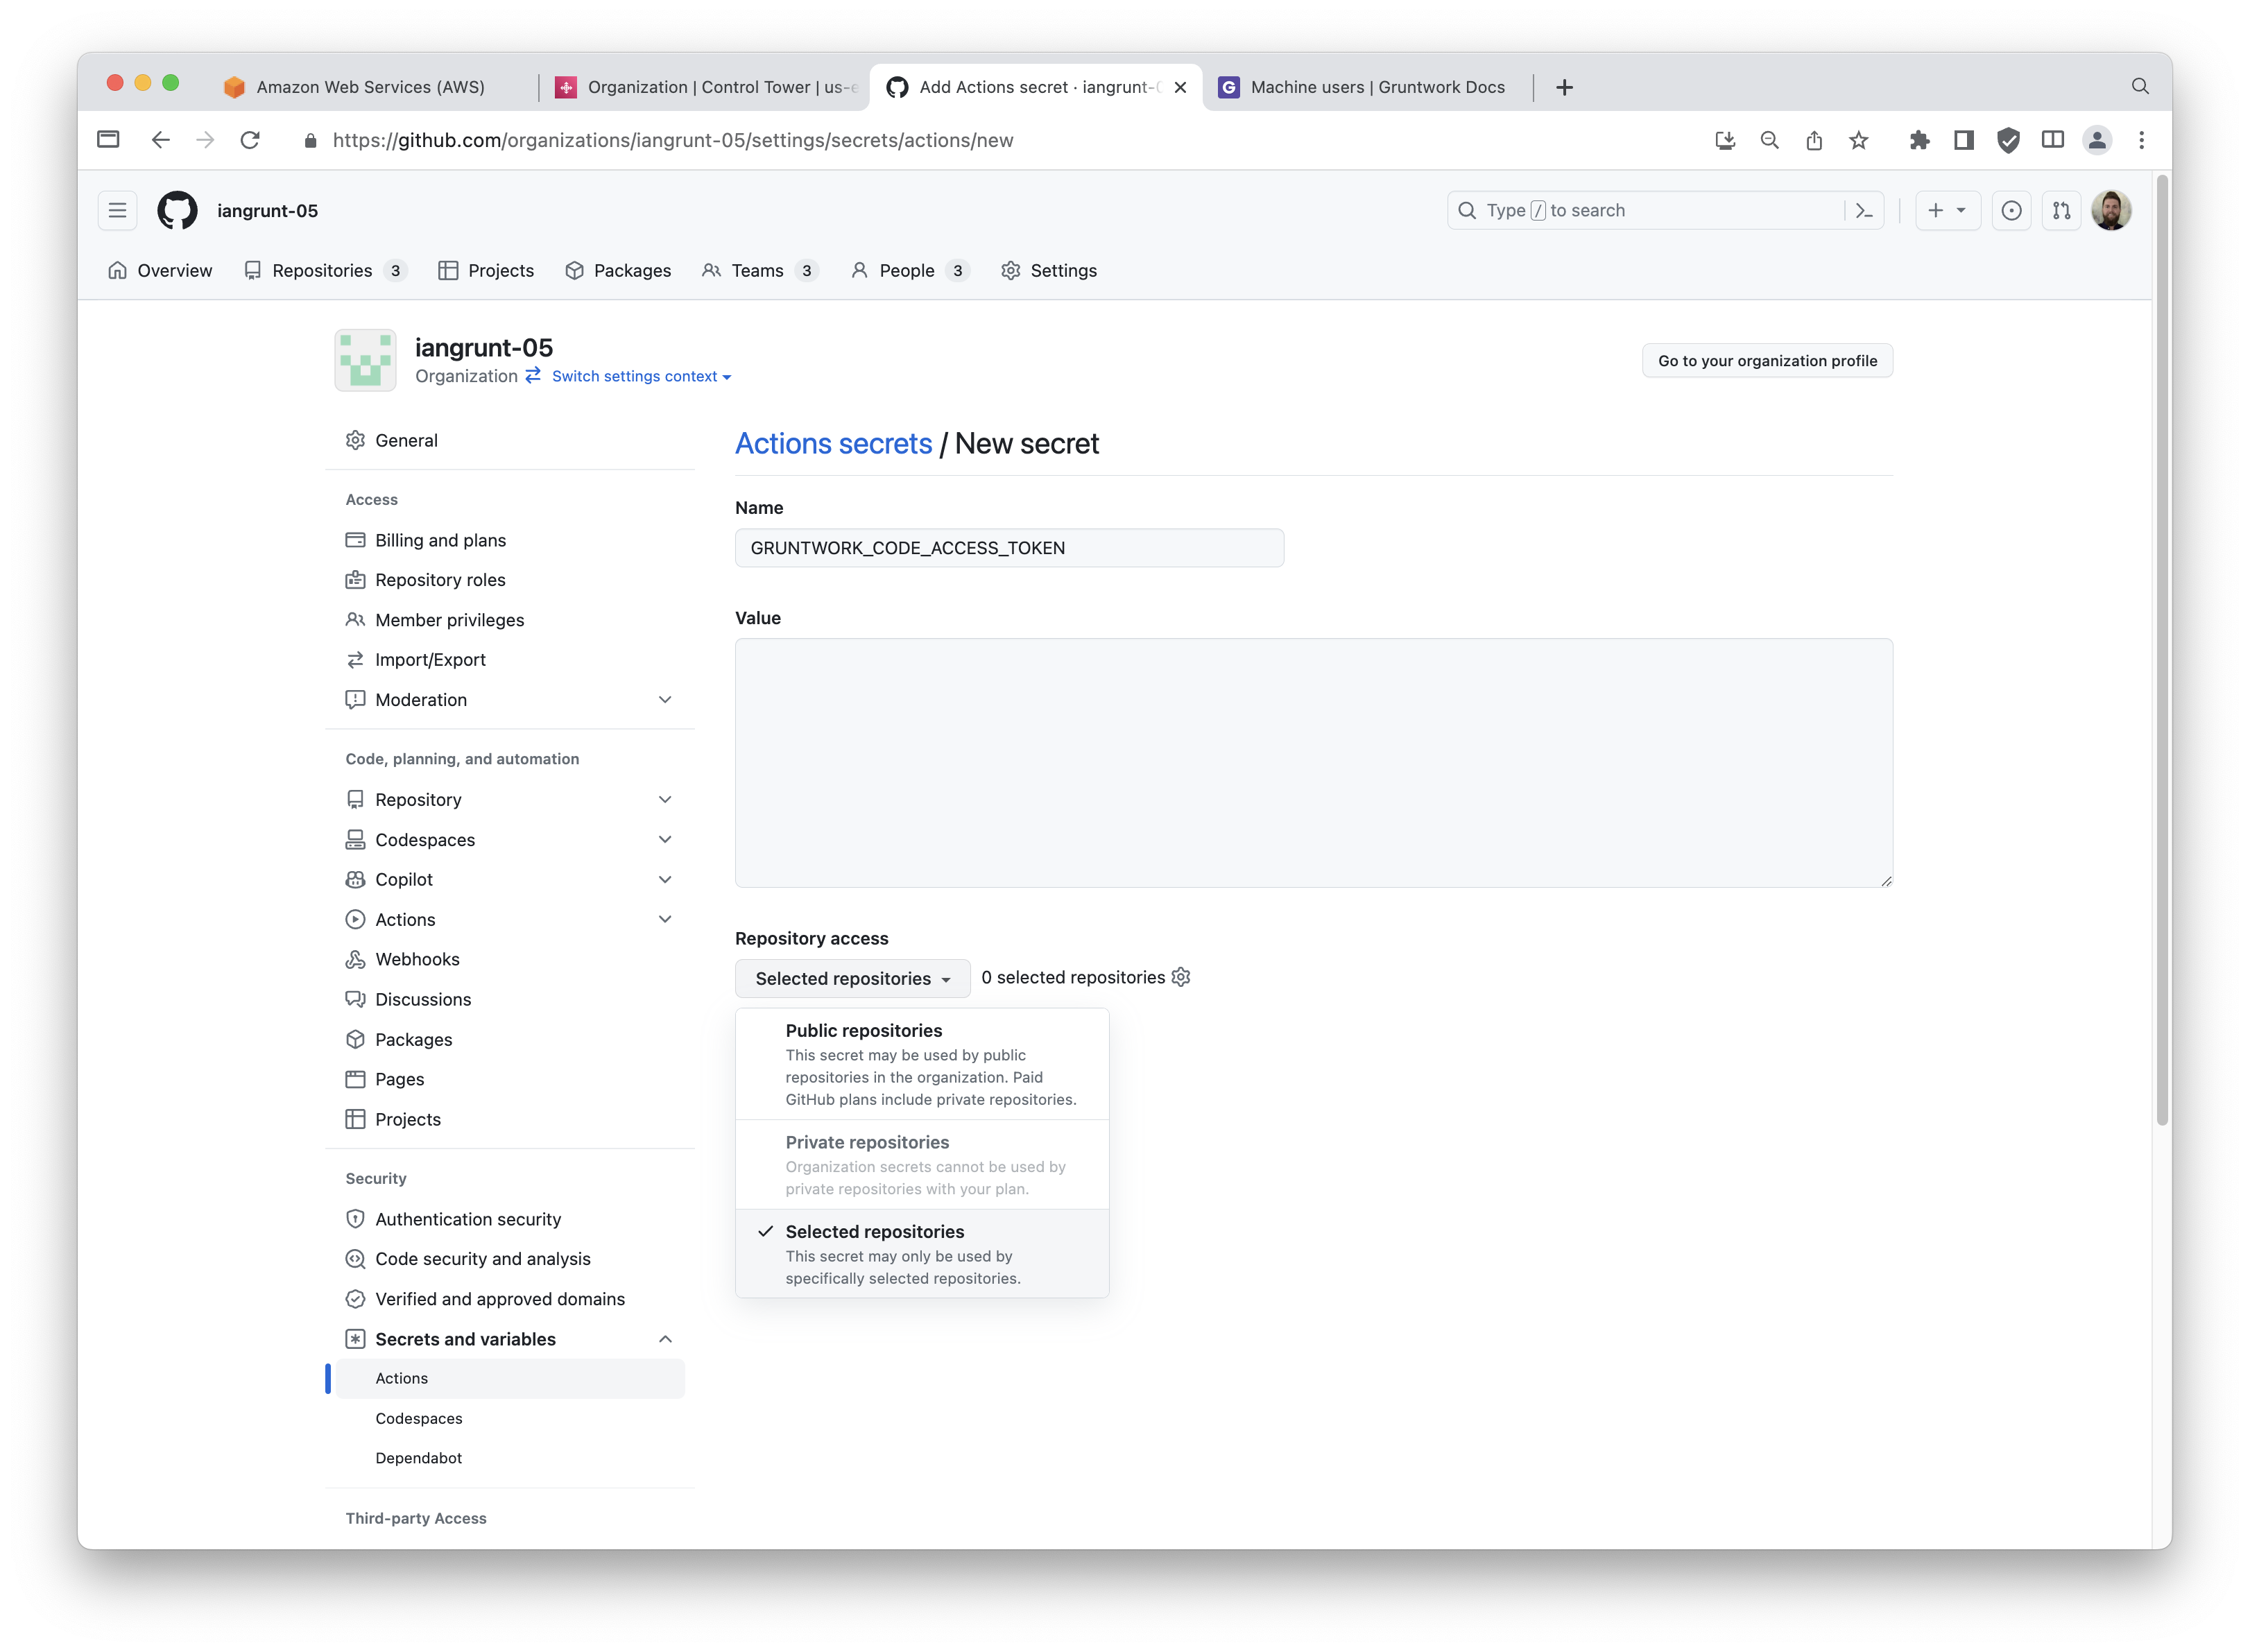 Amazon Web Services (AWS)
Organization | Control Tower | us-e
Add Actions secret · iangrunt-0
Machine users | Gruntwork Docs
https://github.com/organizations/iangrunt-05/settings/secrets/actions/new
iangrunt-05
Type / to search
Overview
Repositories 3
Projects
Packages
Teams 3
People 3
Settings
iangrunt-05
Organization Switch settings context
Go to your organization profile
General
Access
Billing and plans
Repository roles
Member privileges
Import/Export
Moderation
Code, planning, and automation
Repository
Codespaces
Copilot
Actions
Webhooks
Discussions
Packages
Pages
Projects
Security
Authentication security
Code security and analysis
Verified and approved domains
Secrets and variables
Actions
Codespaces
Dependabot
Third-party Access
Actions secrets / New secret
Name
GRUNTWORK_CODE_ACCESS_TOKEN
Value
Repository access
Selected repositories 0 selected repositories
Public repositories
This secret may be used by public
repositories in the organization. Paid
GitHub plans include private repositories.
Private repositories
Organization secrets cannot be used by
private repositories with your plan.
Selected repositories
This secret may only be used by
specifically selected repositories.